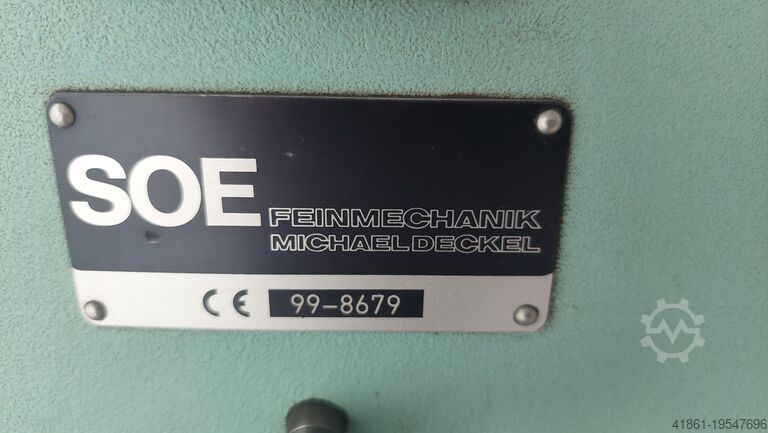 SOE
FEINMECHANIK
MICHAEL DECKEL
CE 99-8679
41861-19547696